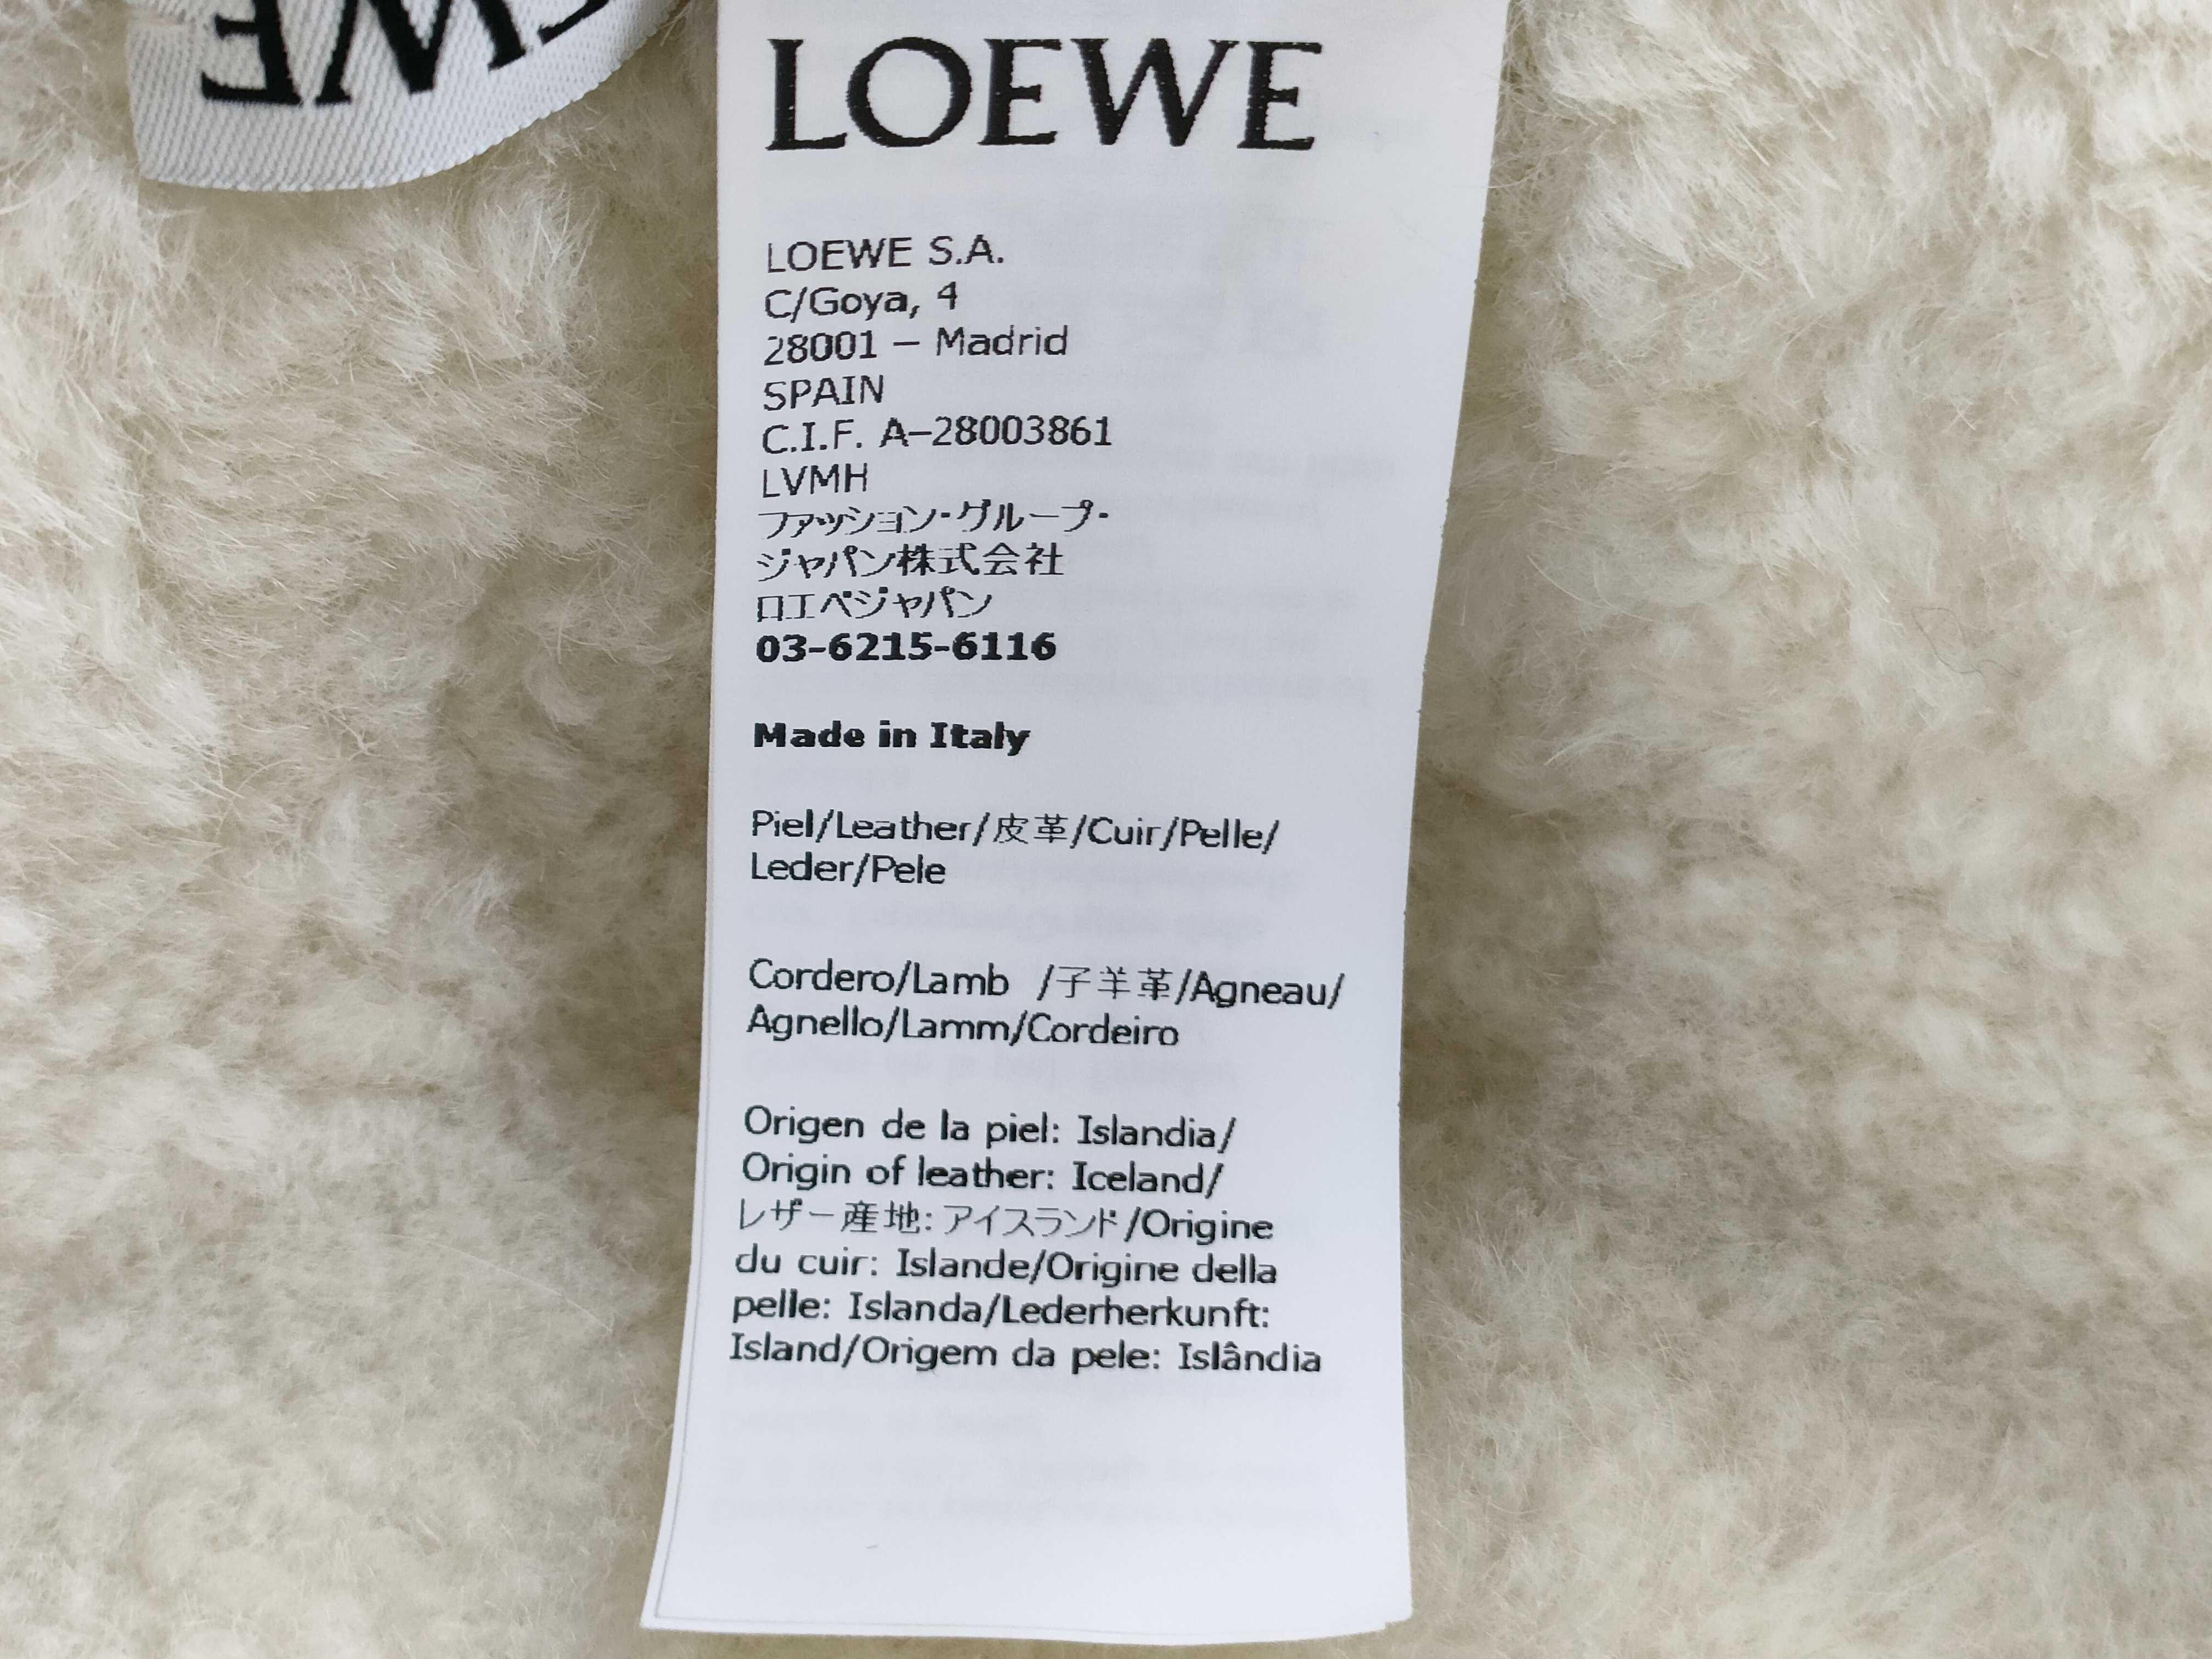 EWE
LOEWE
LOEWE S.A.
C/Goya, 4
28001 – Madrid
SPAIN
C.I.F. A–28003861
LVMH
ファッション・グループ・
ジャパン株式会社
ロエベジャパン
03-6215-6116
Made in Italy
Piel/Leather/皮革/Cuir/Pelle/
Leder/Pele
Cordero/Lamb /子羊革/Agneau/
Agnello/Lamm/Cordeiro
Origen de la piel: Islandia/
Origin of leather: Iceland/
レザー産地: アイスランド/Origine
du cuir: Islande/Origine della
pelle: Islanda/Lederherkunft:
Island/Origem da pele: Islândia